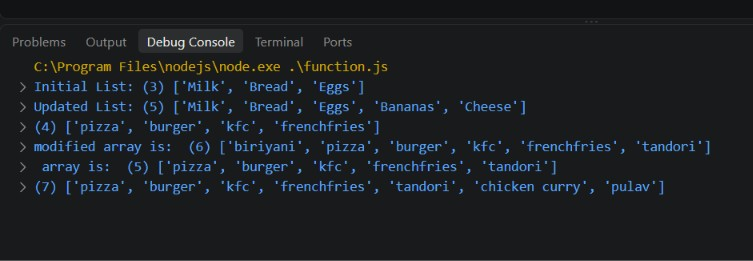 Problems Output Debug Console Terminal Ports
C:\Program Files\nodejs\node.exe .\function.js
> Initial List: (3) ['Milk', 'Bread', 'Eggs']
> Updated List: (5) ['Milk', 'Bread', 'Eggs', 'Bananas', 'Cheese']
> (4) ['pizza', 'burger', 'kfc', 'frenchfries']
> modified array is:  (6) ['biriyani', 'pizza', 'burger', 'kfc', 'frenchfries', 'tandori']
>  array is:  (5) ['pizza', 'burger', 'kfc', 'frenchfries', 'tandori']
> (7) ['pizza', 'burger', 'kfc', 'frenchfries', 'tandori', 'chicken curry', 'pulav']